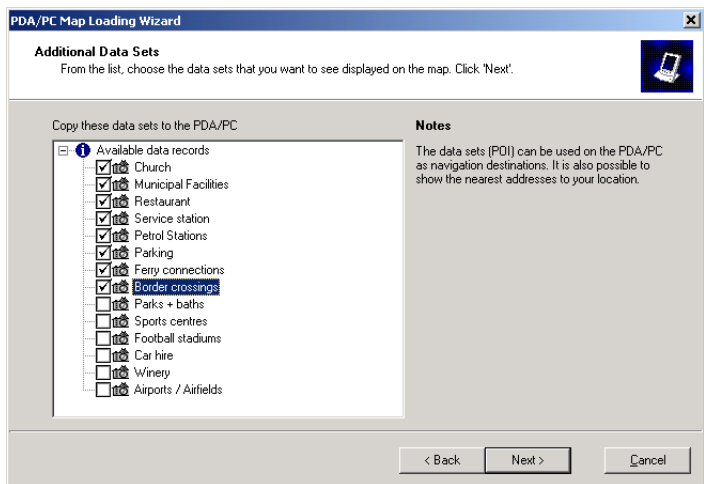 PDA/PC Map Loading Wizard
Additional Data Sets
From the list, choose the data sets that you want to see displayed on the map. Click 'Next'.
Copy these data sets to the PDA/PC
Available data records
Church
Municipal Facilities
Restaurant
Service station
Petrol Stations
Parking
Ferry connections
Border crossings
Parks + baths
Sports centres
Football stadiums
Car hire
Winery
Airports / Airfields
Notes
The data sets (POI) can be used on the PDA/PC
as navigation destinations. It is also possible to
show the nearest addresses to your location.
< Back
Next >
Cancel